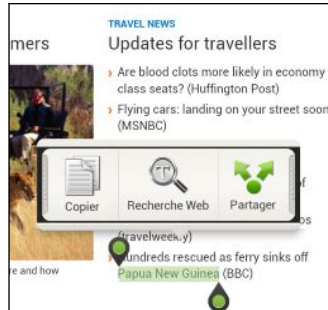 TRAVEL NEWS
mers
Updates for travellers
› Are blood clots more likely in economy
class seats? (Huffington Post)
› Flying cars: landing on your street soon
(MSNBC)
of
Copier
Recherche Web
Partager
os
(travelweekly)
Hundreds rescued as ferry sinks off
Papua New Guinea (BBC)
re and how